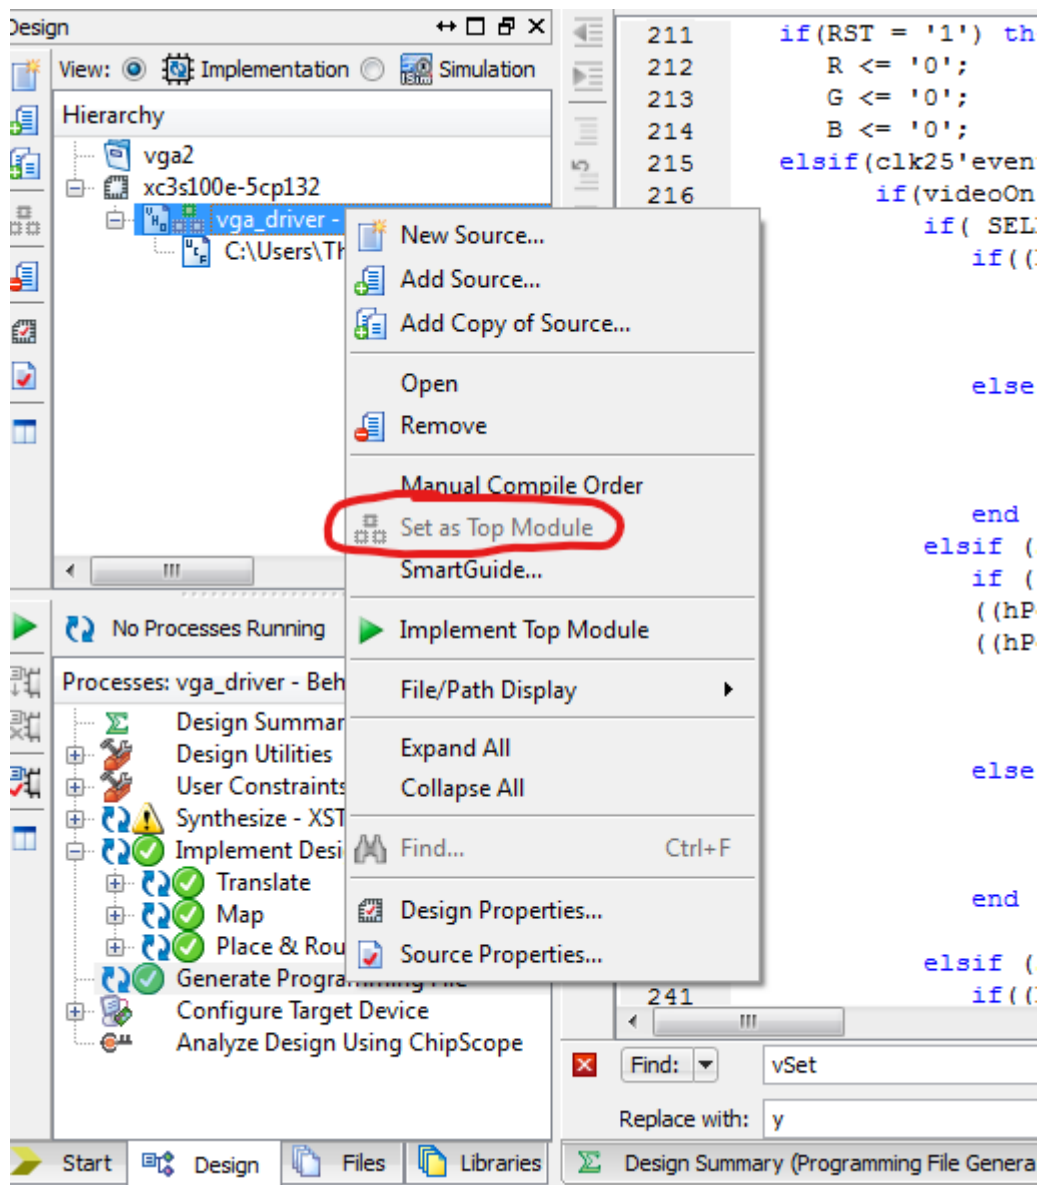 Design
View: Implementation Simulation
Hierarchy
vga2
xc3s100e-5cp132
vga_driver -
C:\Users\Th
New Source...
Add Source...
Add Copy of Source...
Open
Remove
Manual Compile Order
Set as Top Module
SmartGuide...
Implement Top Module
File/Path Display
Expand All
Collapse All
Find... Ctrl+F
Design Properties...
Source Properties...
No Processes Running
Processes: vga_driver - Beh
Design Summar
Design Utilities
User Constraints
Synthesize - XST
Implement Desi
Translate
Map
Place & Rou
Generate Programming File
Configure Target Device
Analyze Design Using ChipScope
Start Design Files Libraries
211 if(RST = '1') th
212 R <= '0';
213 G <= '0';
214 B <= '0';
215 elsif(clk25'even
216 if(videoOn
if( SEL
if((
else
end
elsif (
if (
((hP
((hP
else
end
elsif (
241 if((
Find: vSet
Replace with: y
Design Summary (Programming File Genera